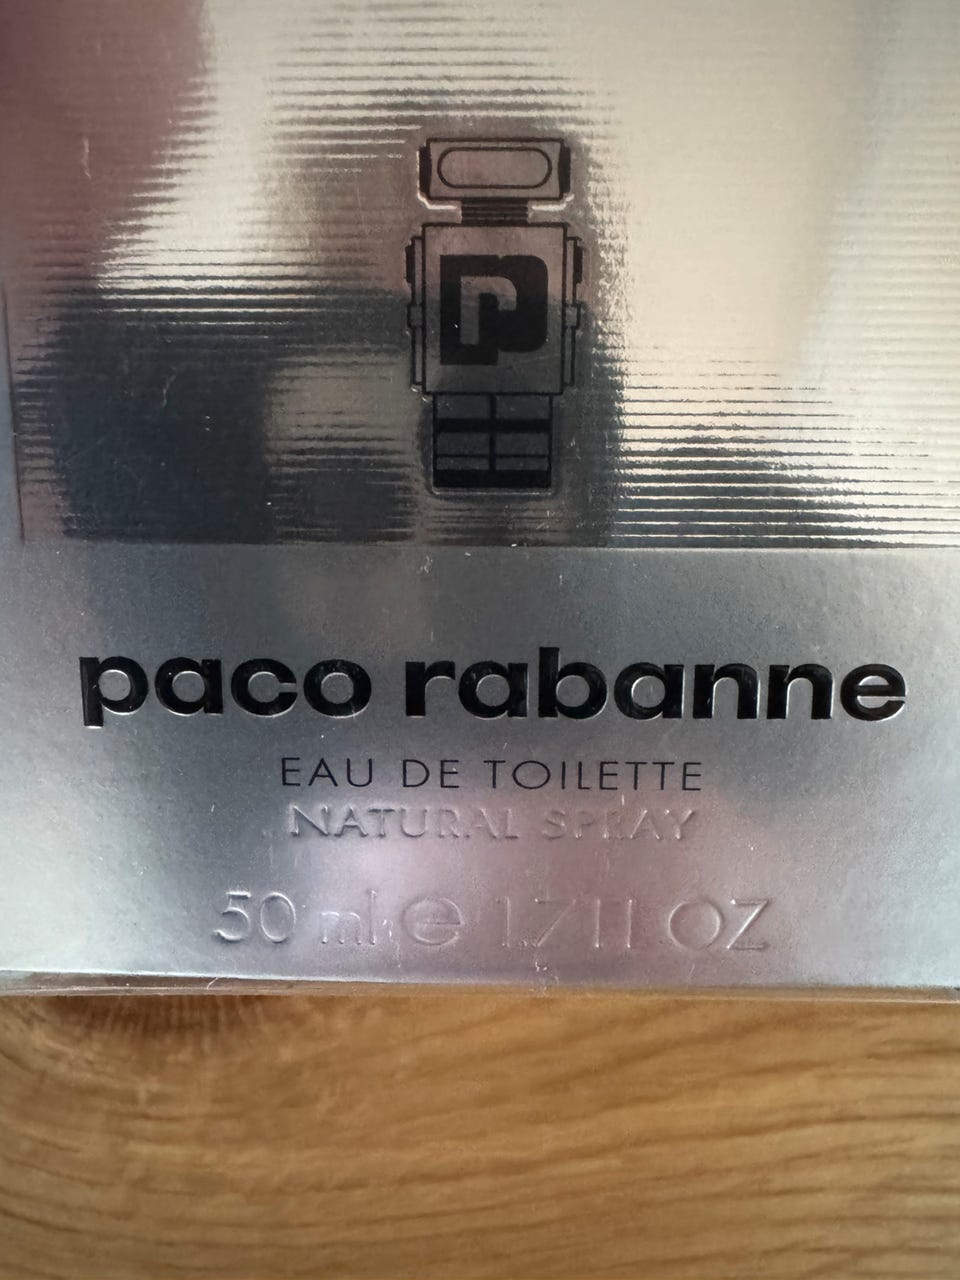 P
paco rabanne
EAU DE TOILETTE
NATURAL SPRAY
50 ml e 1.7 fl OZ